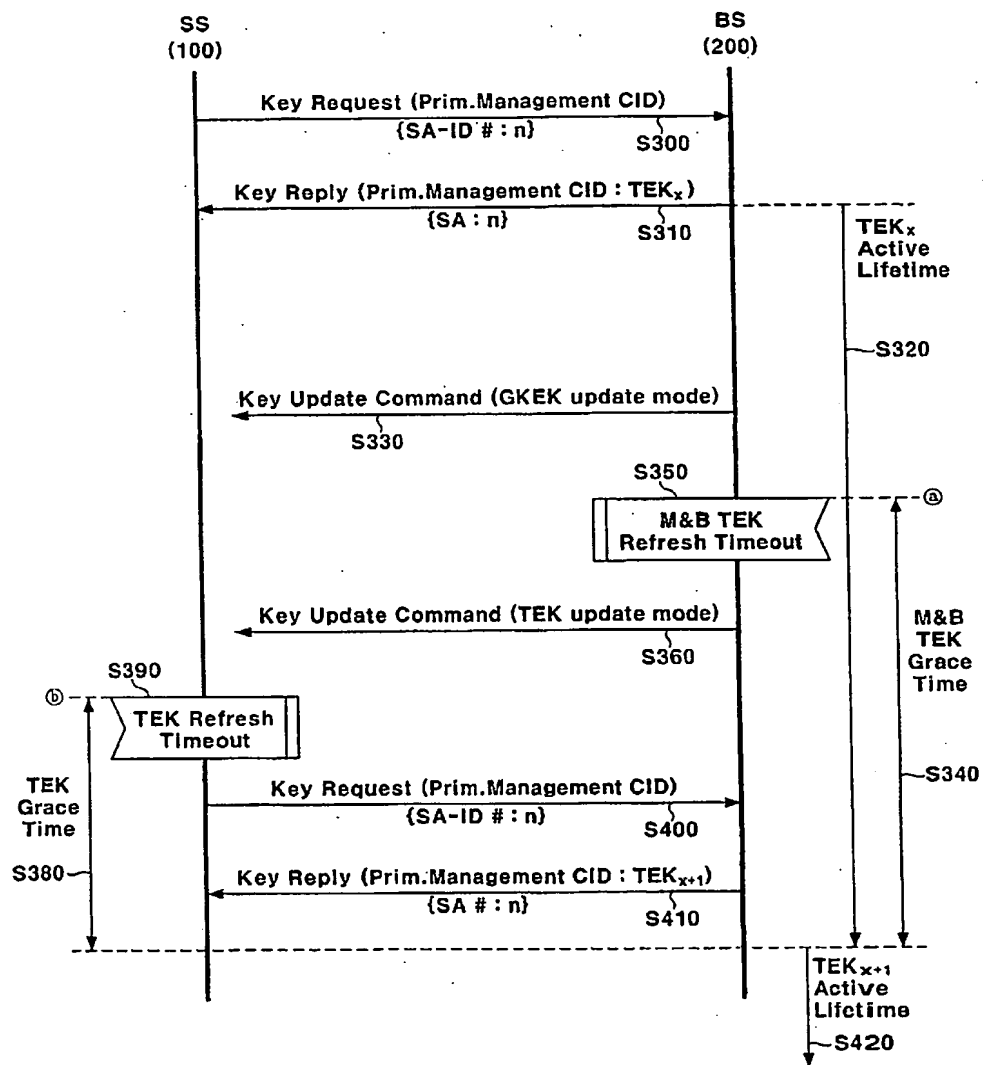 SS
(100)
BS
(200)
Key Request (Prim.Management CID)
{SA-ID # : n}
S300
Key Reply (Prim.Management CID : TEKx)
{SA : n}
S310
TEKx
Active
Lifetime
S320
Key Update Command (GKEK update mode)
S330
S350
ⓐ
M&B TEK
Refresh Timeout
Key Update Command (TEK update mode)
S360
M&B
TEK
Grace
Time
S340
S390
ⓑ
TEK Refresh
Timeout
TEK
Grace
Time
S380
Key Request (Prim.Management CID)
{SA-ID # : n}
S400
Key Reply (Prim.Management CID : TEKx+1)
{SA # : n}
S410
TEKx+1
Active
Lifetime
S420